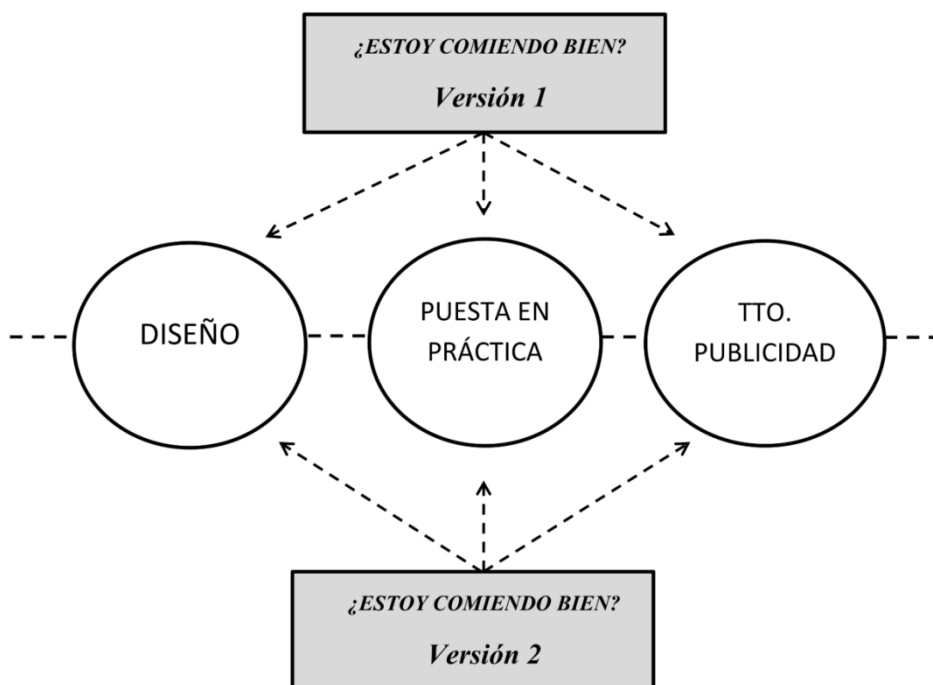 ¿ESTOY COMIENDO BIEN?
Versión 1
DISEÑO
PUESTA EN
PRÁCTICA
TTO.
PUBLICIDAD
¿ESTOY COMIENDO BIEN?
Versión 2